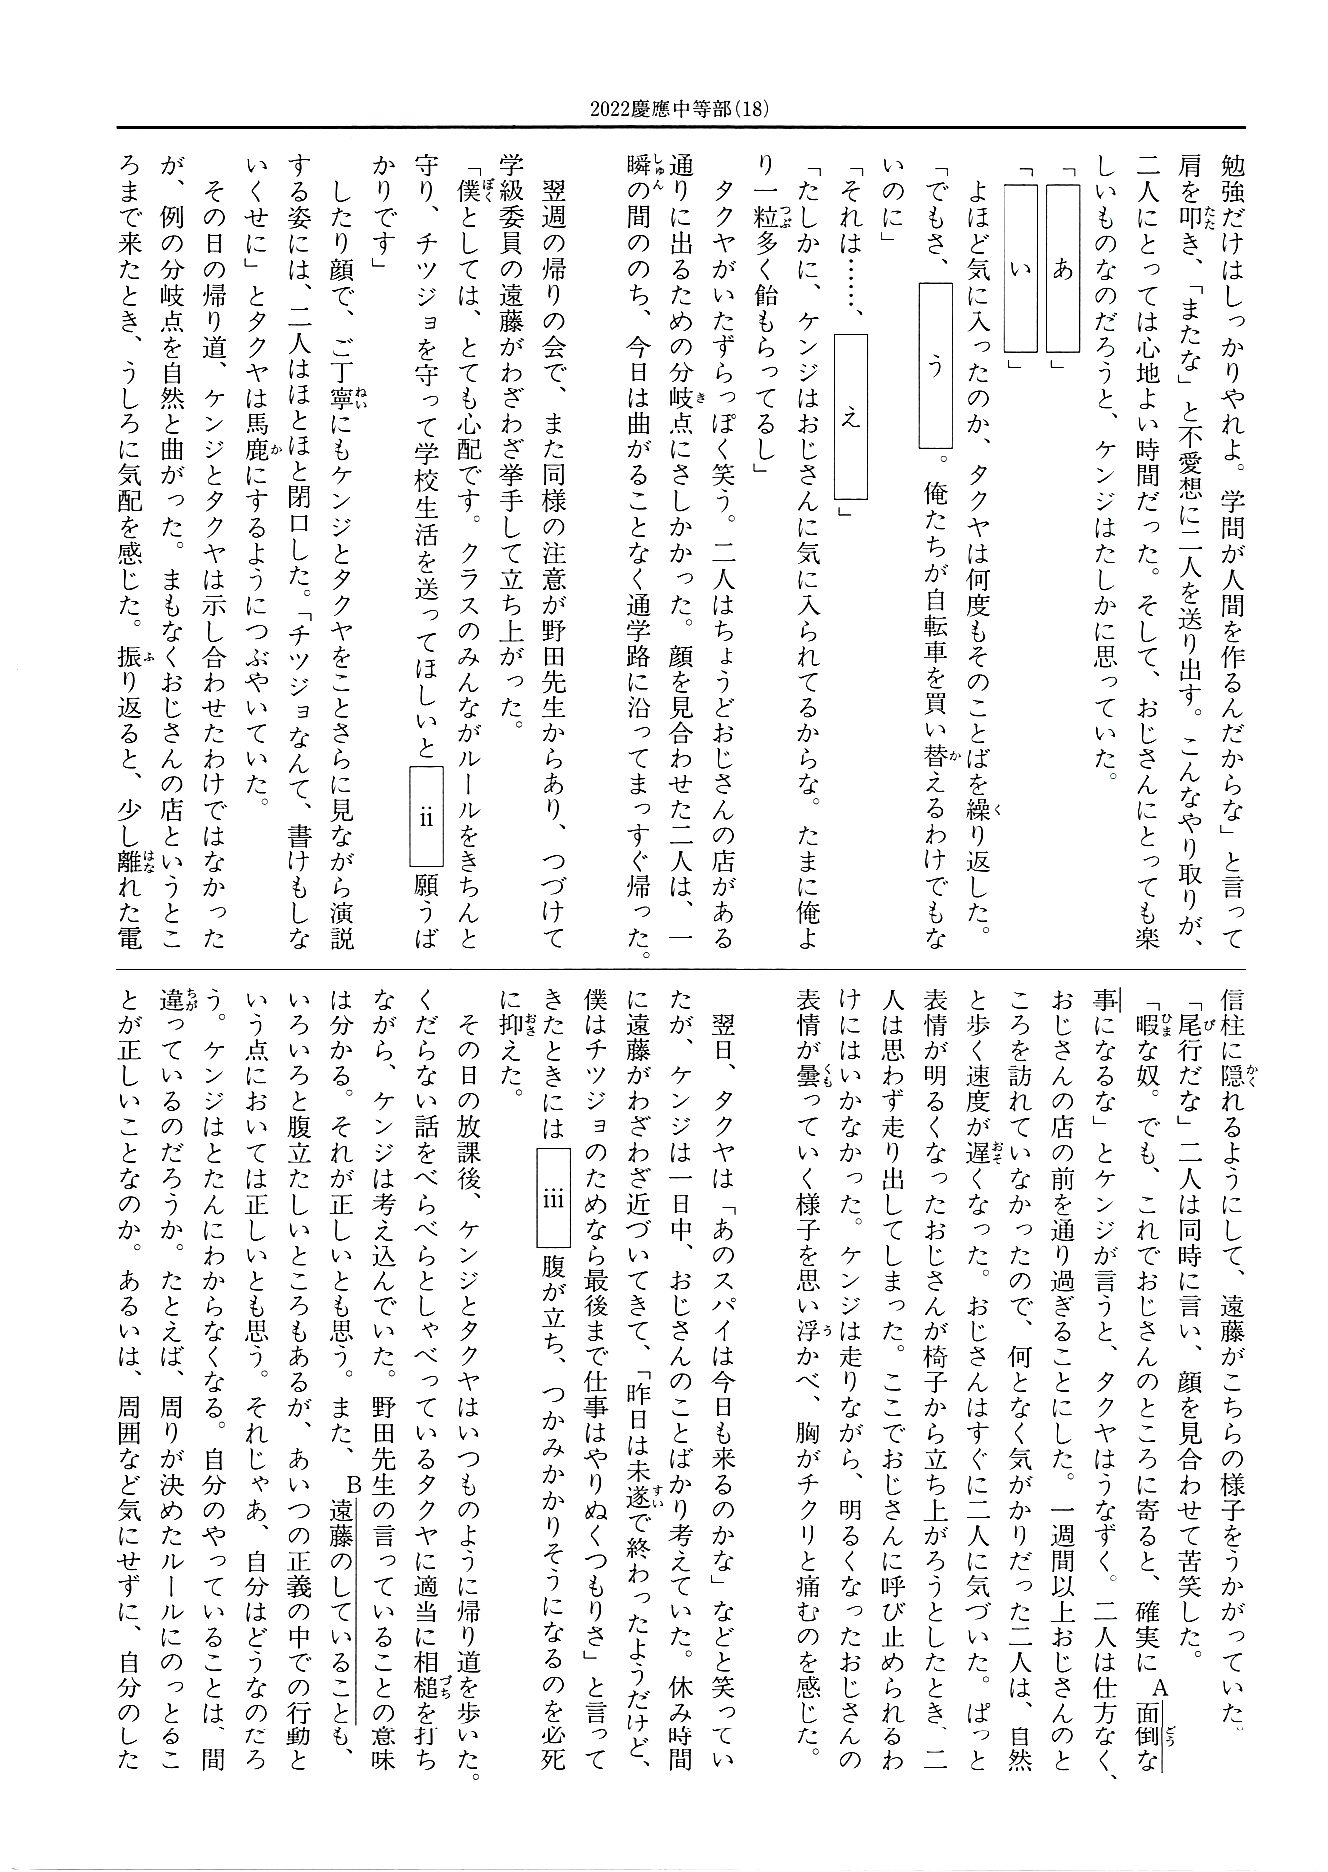 2022慶應中等部(18)
勉強だけはしっかりやれよ。学問が人間を作るんだからな」と言って
肩を叩き、「またな」と不愛想に二人を送り出す。こんなやり取りが、
二人にとっては心地よい時間だった。そして、おじさんにとっても楽
しいものなのだろうと、ケンジはたしかに思っていた。
「あ」
「い」
よほど気に入ったのか、タクヤは何度もそのことばを繰り返した。
「でもさ、う。俺たちが自転車を買い替えるわけでもな
いのに」
「それは……、え」
「たしかに、ケンジはおじさんに気に入られてるからな。たまに俺よ
り一粒多く飴もらってるし」
タクヤがいたずらっぽく笑う。二人はちょうどおじさんの店がある
通りに出るための分岐点にさしかかった。顔を見合わせた二人は、一
瞬の間ののち、今日は曲がることなく通学路に沿ってまっすぐ帰った。
翌週の帰りの会で、また同様の注意が野田先生からあり、つづけて
学級委員の遠藤がわざわざ挙手して立ち上がった。
「僕としては、とても心配です。クラスのみんながルールをきちんと
守り、チツジョを守って学校生活を送ってほしいとⅱ願うば
かりです」
したり顔で、ご丁寧にもケンジとタクヤをことさらに見ながら演説
する姿には、二人はほとほと閉口した。「チツジョなんて、書けもしな
いくせに」とタクヤは馬鹿にするようにつぶやいていた。
その日の帰り道、ケンジとタクヤは示し合わせたわけではなかった
が、例の分岐点を自然と曲がった。まもなくおじさんの店というとこ
ろまで来たとき、うしろに気配を感じた。振り返ると、少し離れた電
信柱に隠れるようにして、遠藤がこちらの様子をうかがっていた。
「尾行だな」二人は同時に言い、顔を見合わせて苦笑した。
「暇な奴。でも、これでおじさんのところに寄ると、確実にA面倒な
事になるな」とケンジが言うと、タクヤはうなずく。二人は仕方なく、
おじさんの店の前を通り過ぎることにした。一週間以上おじさんのと
ころを訪れていなかったので、何となく気がかりだった二人は、自然
と歩く速度が遅くなった。おじさんはすぐに二人に気づいた。ぱっと
表情が明るくなったおじさんが椅子から立ち上がろうとしたとき、二
人は思わず走り出してしまった。ここでおじさんに呼び止められるわ
けにはいかなかった。ケンジは走りながら、明るくなったおじさんの
表情が曇っていく様子を思い浮かべ、胸がチクリと痛むのを感じた。
翌日、タクヤは「あのスパイは今日も来るのかな」などと笑ってい
たが、ケンジは一日中、おじさんのことばかり考えていた。休み時間
に遠藤がわざわざ近づいてきて、「昨日は未遂で終わったようだけど、
僕はチツジョのためなら最後まで仕事はやりぬくつもりさ」と言って
きたときにはⅲ腹が立ち、つかみかかりそうになるのを必死
に抑えた。
その日の放課後、ケンジとタクヤはいつものように帰り道を歩いた。
くだらない話をべらべらとしゃべっているタクヤに適当に相槌を打ち
ながら、ケンジは考え込んでいた。野田先生の言っていることの意味
は分かる。それが正しいとも思う。また、B遠藤のしていることも、
いろいろと腹立たしいところもあるが、あいつの正義の中での行動と
いう点においては正しいとも思う。それじゃあ、自分はどうなのだろ
う。ケンジはとたんにわからなくなる。自分のやっていることは、間
違っているのだろうか。たとえば、周りが決めたルールにのっとるこ
とが正しいことなのか。あるいは、周囲など気にせずに、自分のした